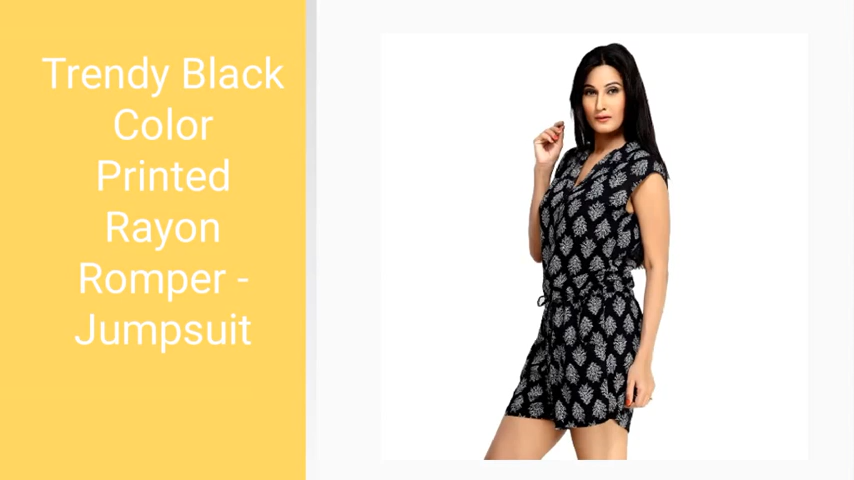 Trendy Black
Color
Printed
Rayon
Romper -
Jumpsuit